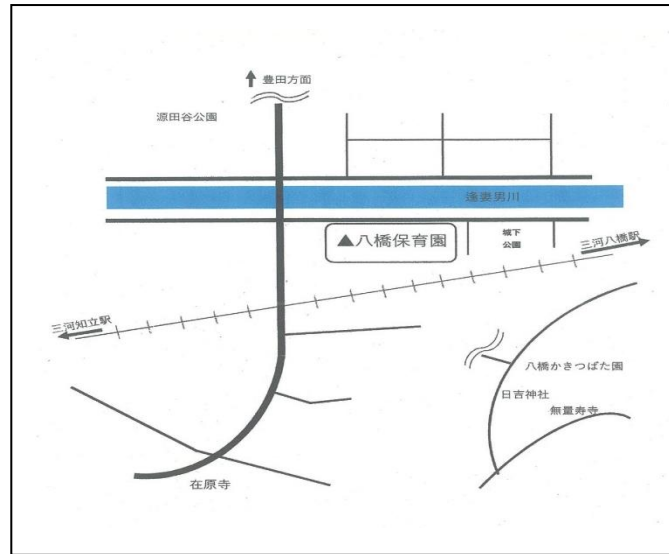 豊田方面
源田谷公園
逢妻男川
▲八橋保育園
城下
公園
三河八橋駅
三河知立駅
八橋かきつばた園
日吉神社
無量寿寺
在原寺